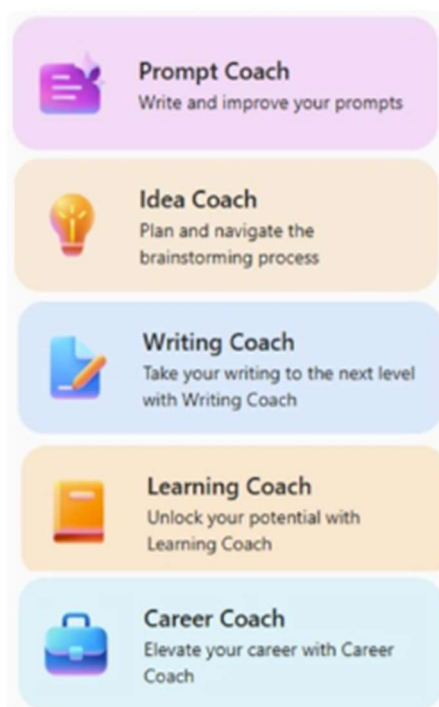 Prompt Coach
Write and improve your prompts
Idea Coach
Plan and navigate the
brainstorming process
Writing Coach
Take your writing to the next level
with Writing Coach
Learning Coach
Unlock your potential with
Learning Coach
Career Coach
Elevate your career with Career
Coach